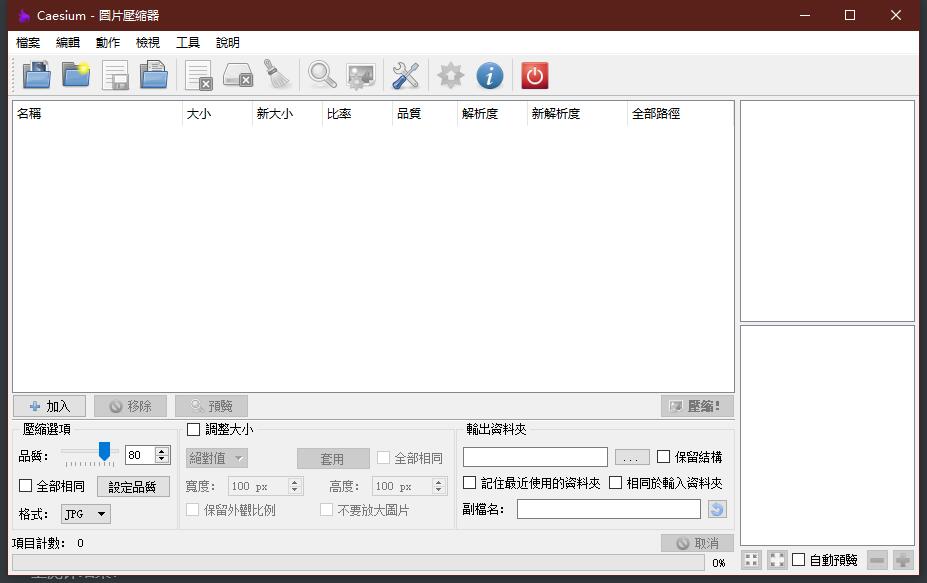 Caesium - 圖片壓縮器
檔案 編輯 動作 檢視 工具 說明
名稱 大小 新大小 比率 品質 解析度 新解析度 全部路徑
加入 移除 預覽 壓縮!
壓縮選項 調整大小 輸出資料夾
品質: 80 絕對值 套用 全部相同 ... 保留結構
全部相同 設定品質 寬度: 100 px 高度: 100 px 記住最近使用的資料夾 相同於輸入資料夾
格式: JPG 保留外觀比例 不要放大圖片 副檔名:
項目計數: 0 取消
0% 自動預覽